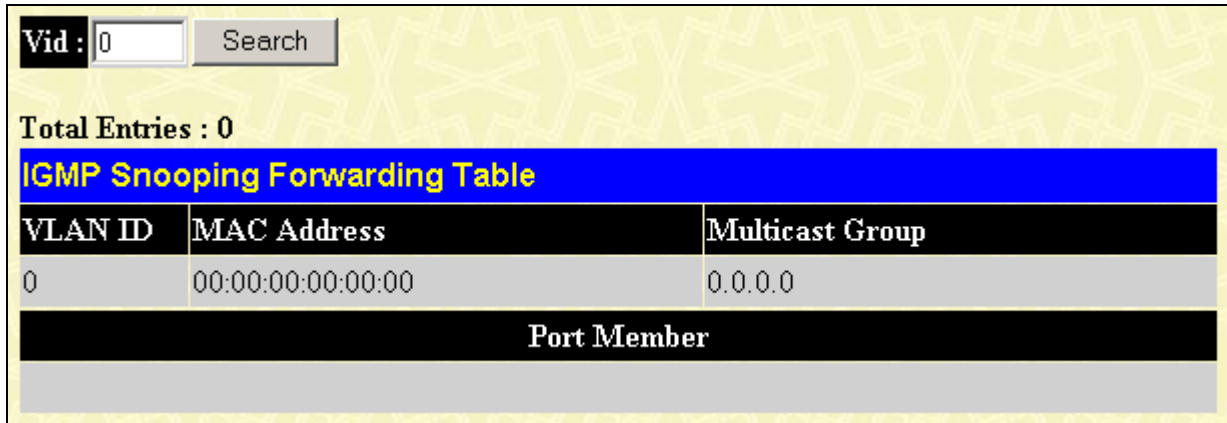 Vid : 0 Search
Total Entries : 0
IGMP Snooping Forwarding Table
VLAN ID MAC Address Multicast Group
0 00:00:00:00:00:00 0.0.0.0
Port Member